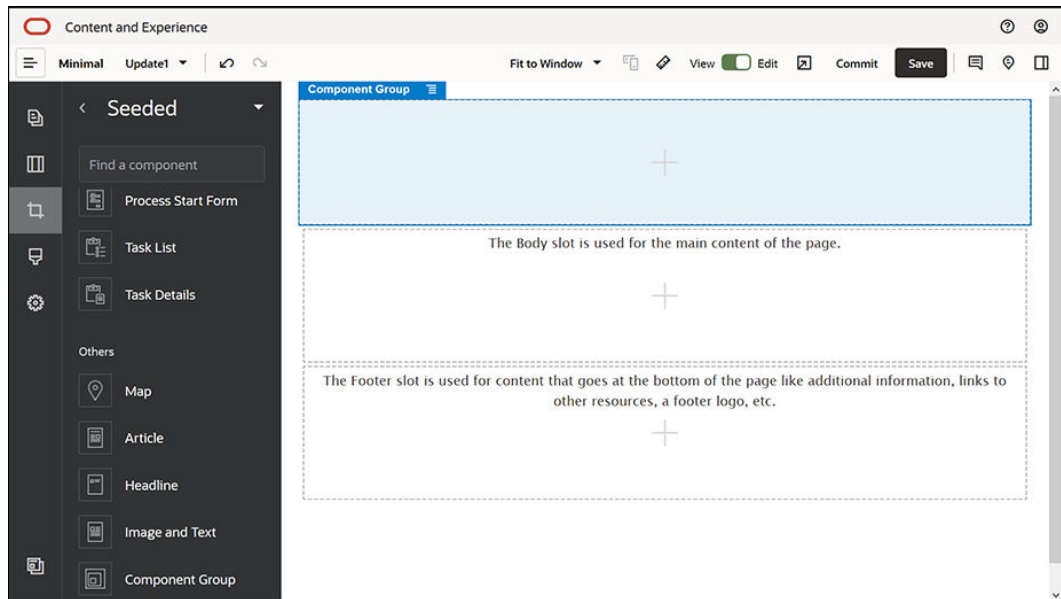 Content and Experience
Minimal Update1 Fit to Window View Edit Commit Save
Component Group
Seeded
Find a component
Process Start Form
Task List
Task Details
Others
Map
Article
Headline
Image and Text
Component Group
The Body slot is used for the main content of the page.
The Footer slot is used for content that goes at the bottom of the page like additional information, links to
other resources, a footer logo, etc.